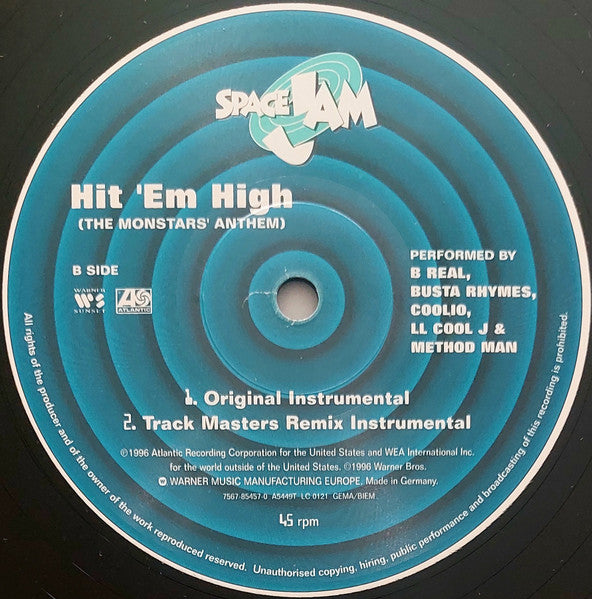 SPACE JAM
Hit 'Em High
(THE MONSTARS' ANTHEM)
B SIDE
WARNER
WS
SUNSET
ATLANTIC
PERFORMED BY
B REAL,
BUSTA RHYMES,
COOLIO,
LL COOL J &
METHOD MAN
1. Original Instrumental
2. Track Masters Remix Instrumental
℗1996 Atlantic Recording Corporation for the United States and WEA International Inc.
for the world outside of the United States. ©1996 Warner Bros.
WARNER MUSIC MANUFACTURING EUROPE. Made in Germany.
7567-85457-0 A5449T LC 0121 GEMA/BIEM
45 rpm
All rights of the producer and of the owner of the work reproduced reserved. Unauthorised copying, hiring, public performance and broadcasting of this recording is prohibited.